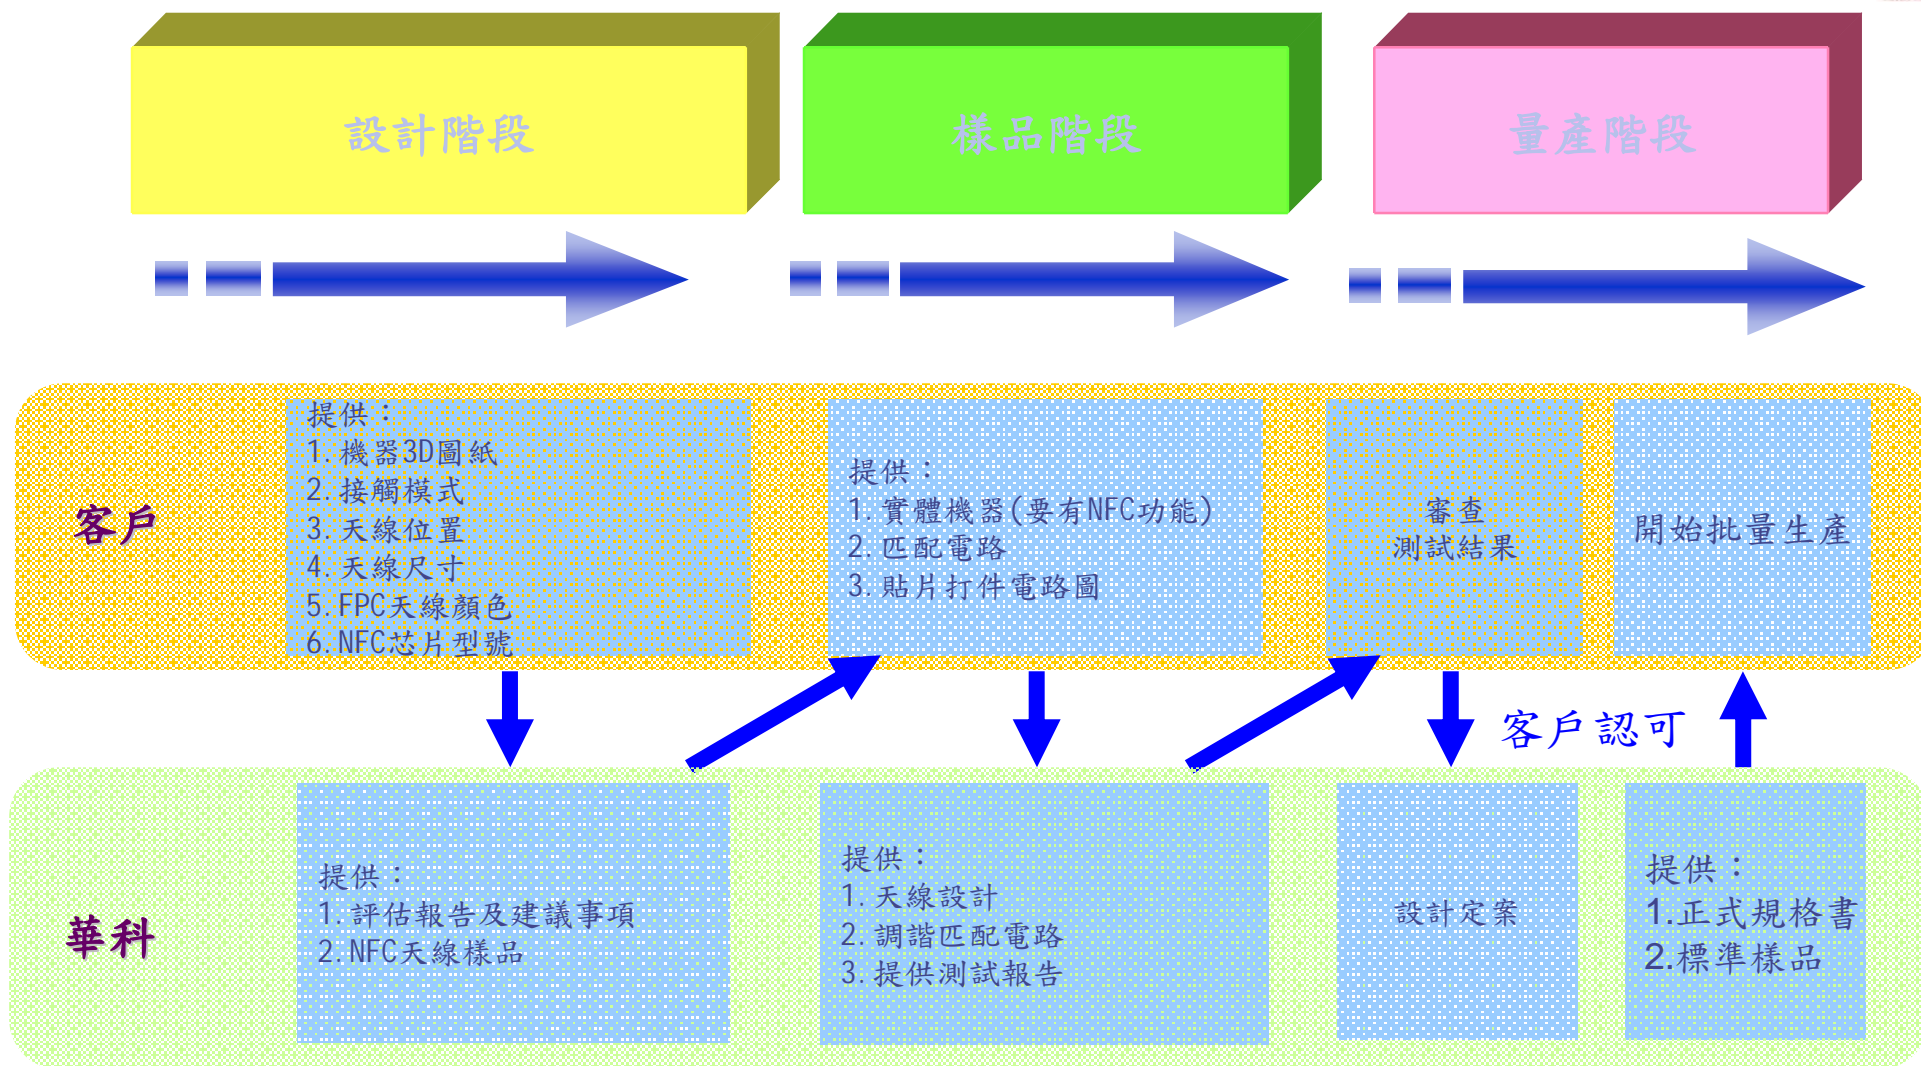 設計階段
樣品階段
量產階段
客戶
提供：
1.機器3D圖紙
2.接觸模式
3.天線位置
4.天線尺寸
5.FPC天線顏色
6.NFC芯片型號
提供：
1.實體機器(要有NFC功能)
2.匹配電路
3.貼片打件電路圖
審查
測試結果
開始批量生產
客戶認可
華科
提供：
1.評估報告及建議事項
2.NFC天線樣品
提供：
1.天線設計
2.調諧匹配電路
3.提供測試報告
設計定案
提供：
1.正式規格書
2.標準樣品